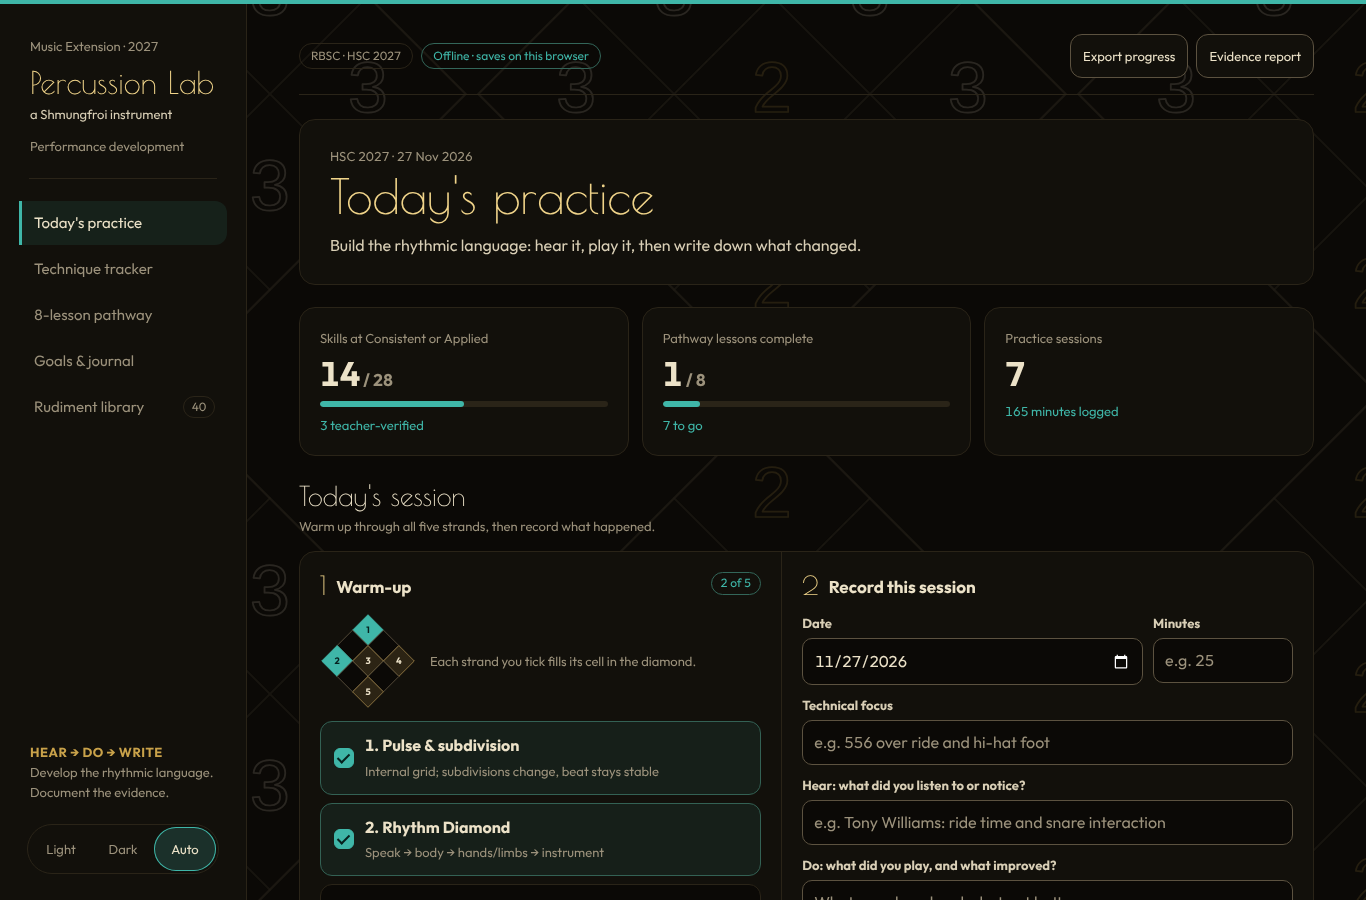 Music Extension · 2027
Percussion Lab
a Shmungfroi instrument
Performance development
Today's practice
Technique tracker
8-lesson pathway
Goals & journal
Rudiment library 40
HEAR → DO → WRITE
Develop the rhythmic language.
Document the evidence.
Light Dark Auto
RBSC · HSC 2027 Offline · saves on this browser
Export progress Evidence report
HSC 2027 · 27 Nov 2026
Today's practice
Build the rhythmic language: hear it, play it, then write down what changed.
Skills at Consistent or Applied
14 / 28
3 teacher-verified
Pathway lessons complete
1 / 8
7 to go
Practice sessions
7
165 minutes logged
Today's session
Warm up through all five strands, then record what happened.
1 Warm-up 2 of 5
1
2 3 4
5
Each strand you tick fills its cell in the diamond.
1. Pulse & subdivision
Internal grid; subdivisions change, beat stays stable
2. Rhythm Diamond
Speak → body → hands/limbs → instrument
2 Record this session
Date Minutes
11/27/2026 e.g. 25
Technical focus
e.g. 556 over ride and hi-hat foot
Hear: what did you listen to or notice?
e.g. Tony Williams: ride time and snare interaction
Do: what did you play, and what improved?